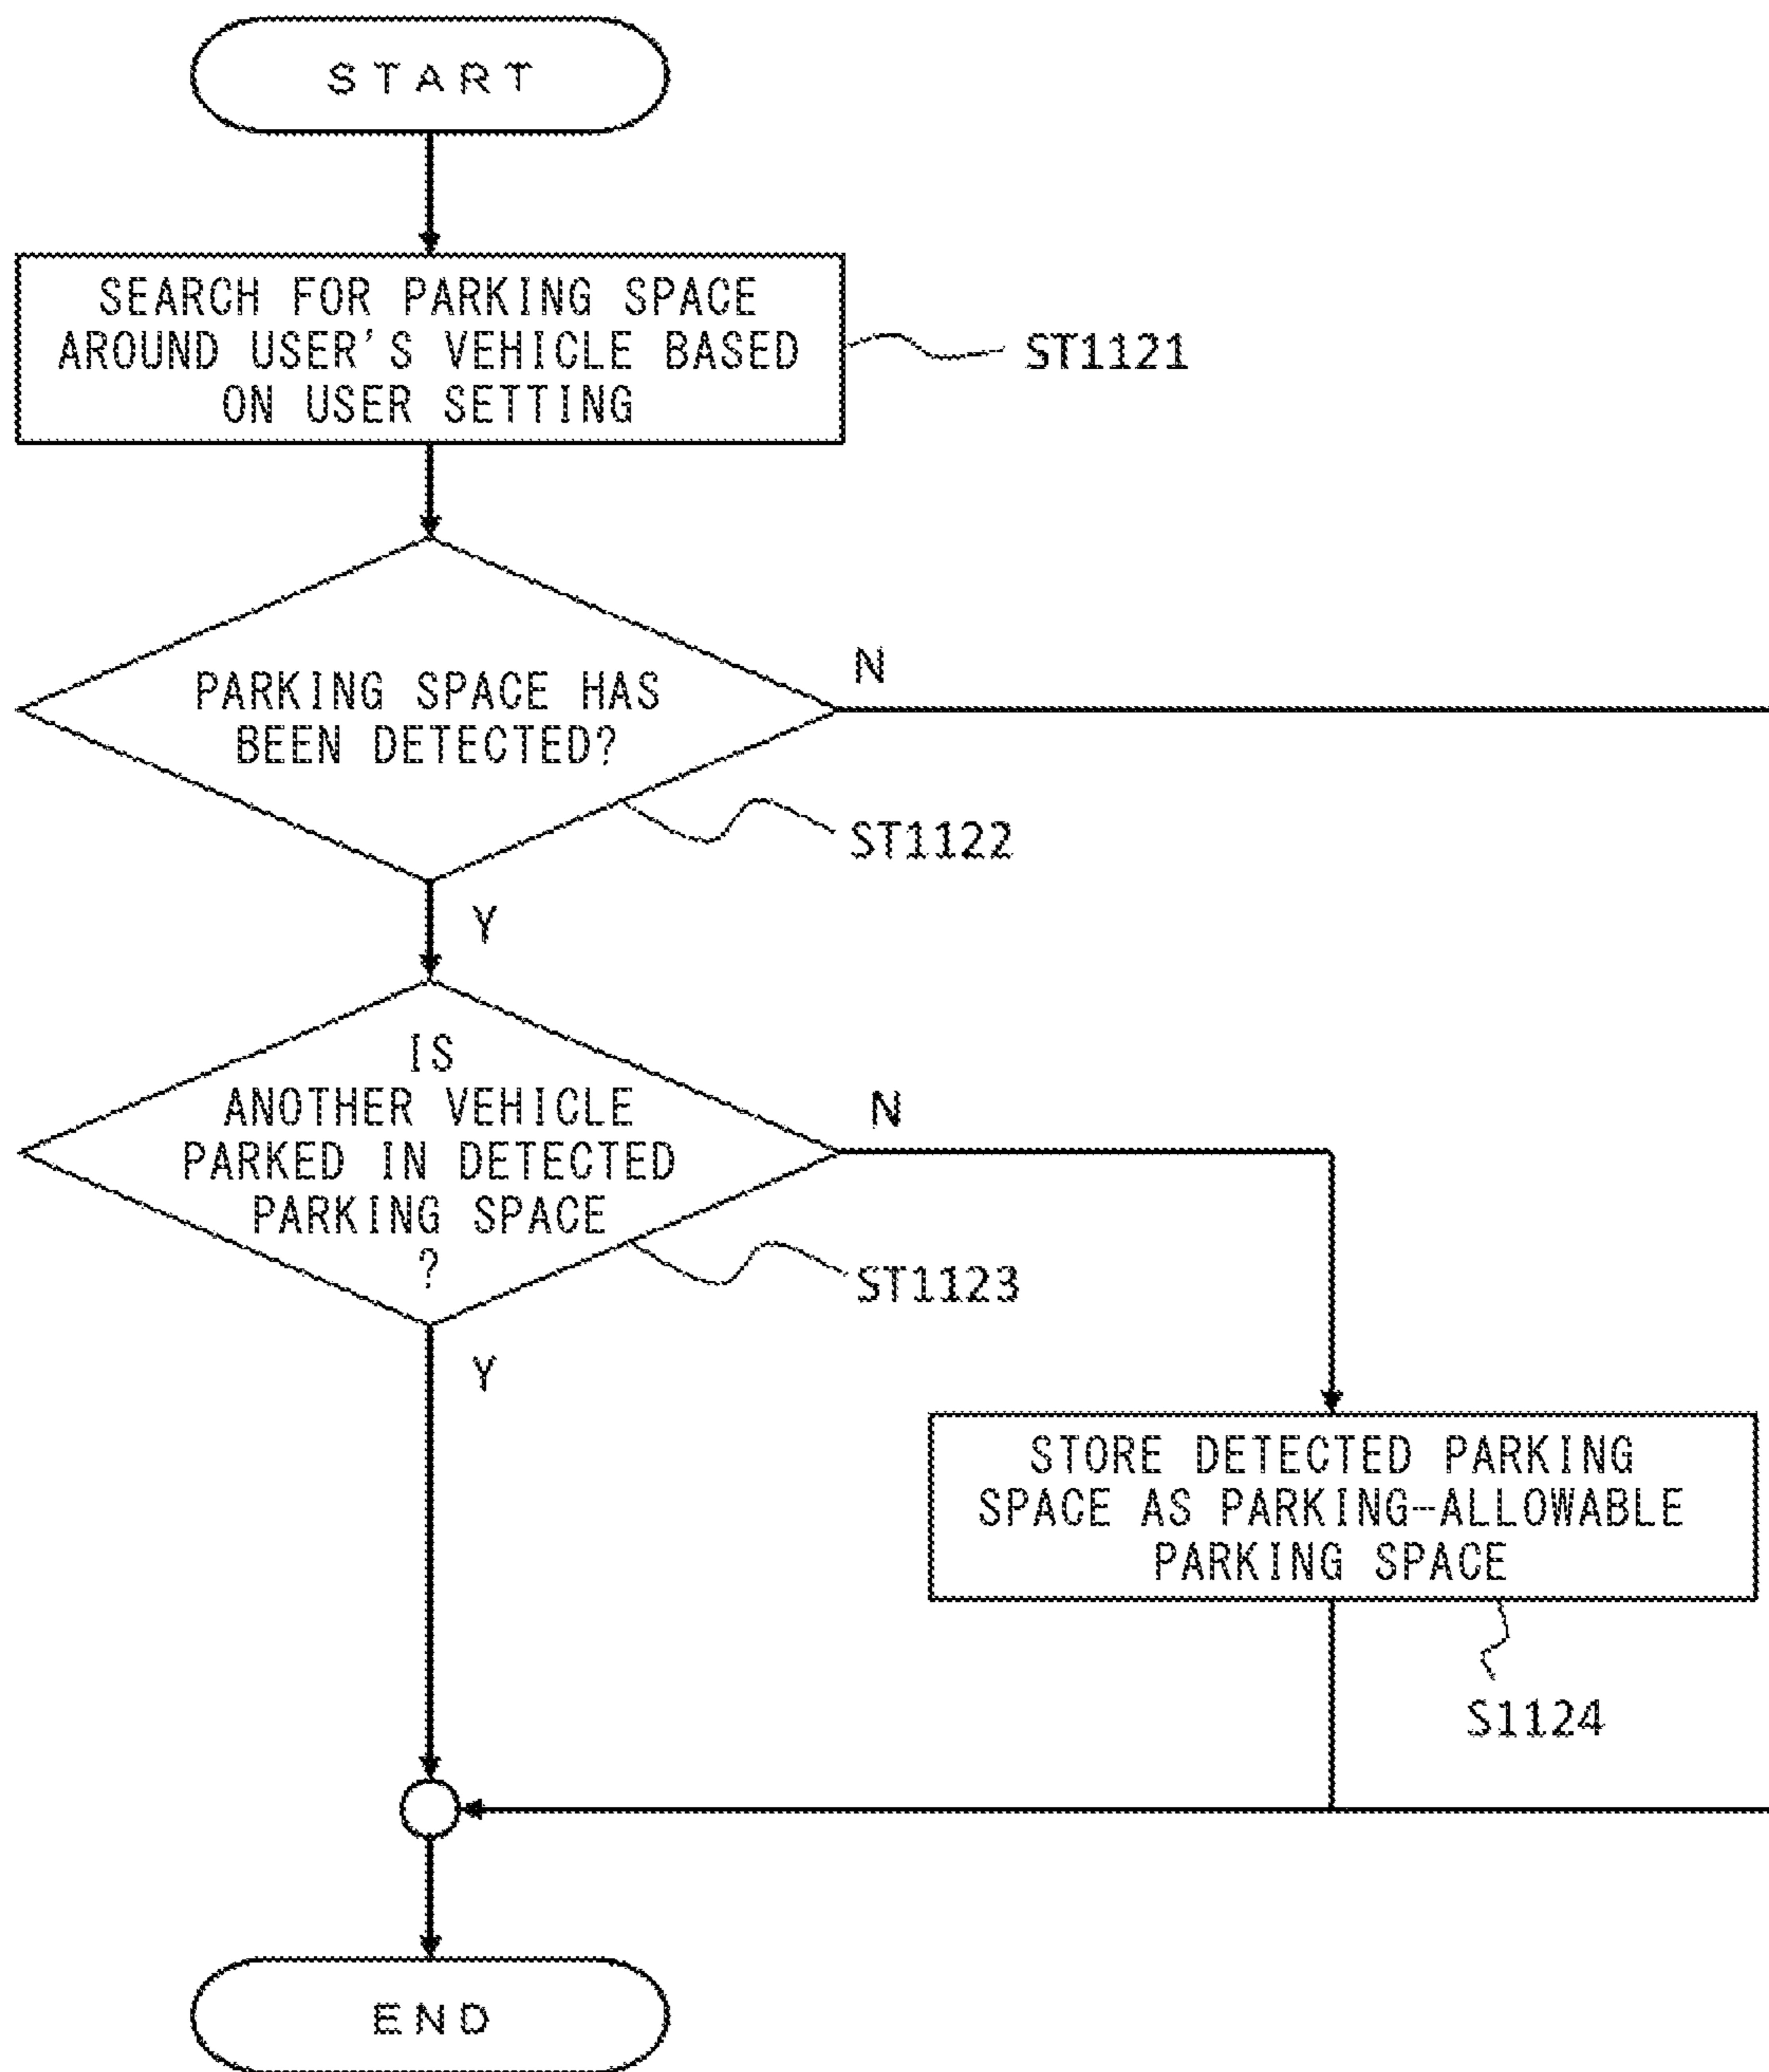 START
SEARCH FOR PARKING SPACE
AROUND USER'S VEHICLE BASED
ON USER SETTING
ST1121
PARKING SPACE HAS
BEEN DETECTED?
N
ST1122
Y
IS
ANOTHER VEHICLE
PARKED IN DETECTED
PARKING SPACE
?
N
ST1123
Y
STORE DETECTED PARKING
SPACE AS PARKING-ALLOWABLE
PARKING SPACE
S1124
END